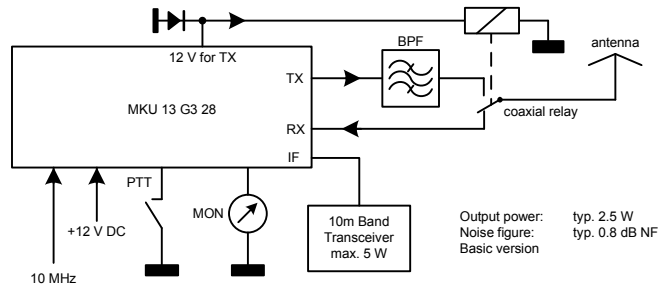 BPF
antenna
12 V for TX
TX
MKU 13 G3 28
coaxial relay
RX
IF
PTT
MON
+12 V DC
10 MHz
10m Band
Transceiver
max. 5 W
Output power: typ. 2.5 W
Noise figure: typ. 0.8 dB NF
Basic version